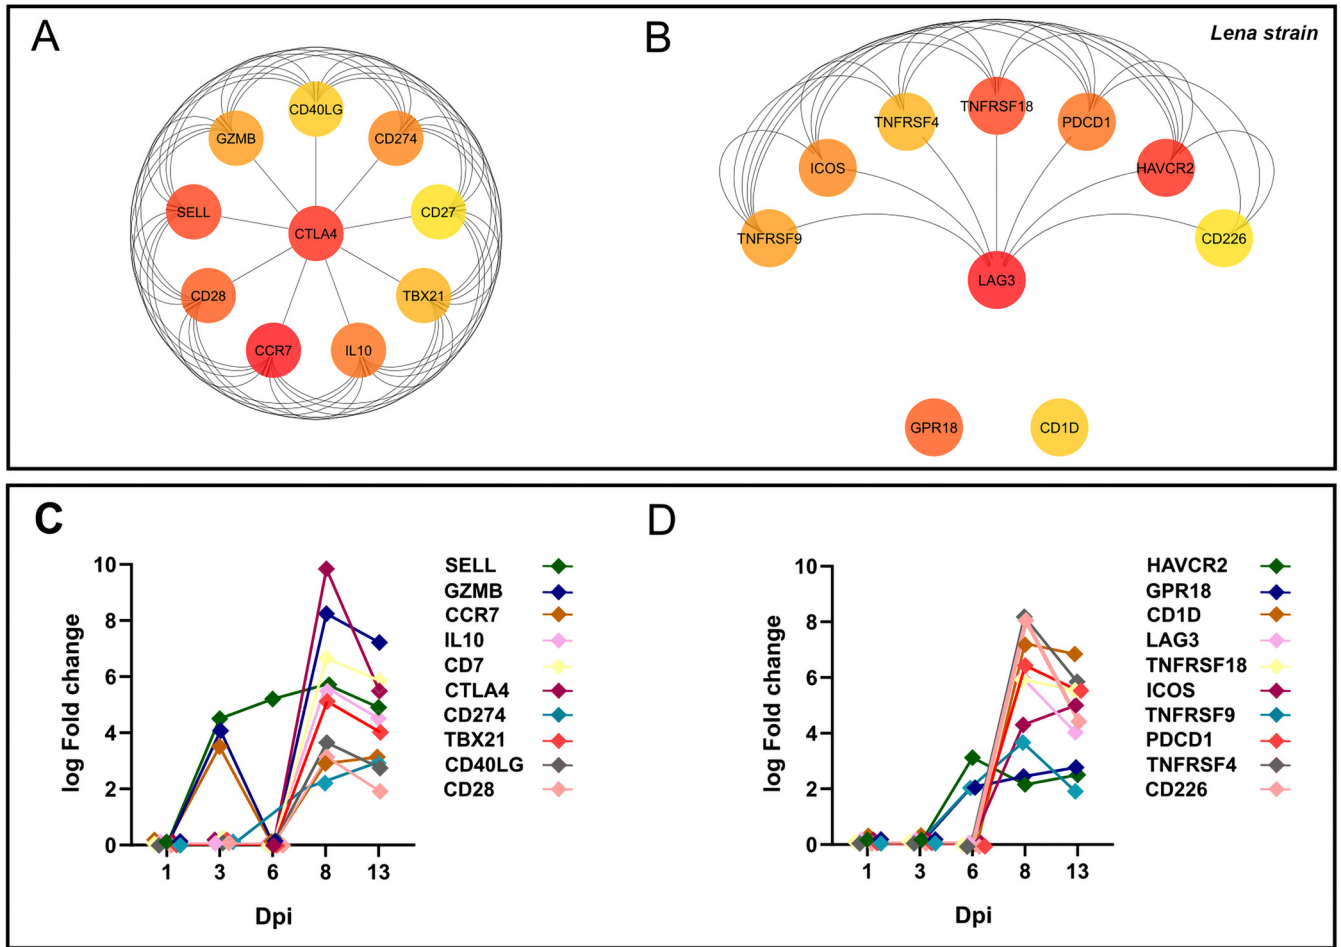 A
B
Lena strain
CD40LG
GZMB
CD274
SELL
CD27
CTLA4
CD28
TBX21
CCR7
IL10
TNFRSF18
TNFRSF4
PDCD1
ICOS
HAVCR2
TNFRSF9
CD226
LAG3
GPR18
CD1D
C
log Fold change
10
8
6
4
2
0
1 3 6 8 13
Dpi
SELL
GZMB
CCR7
IL10
CD7
CTLA4
CD274
TBX21
CD40LG
CD28
D
log Fold change
10
8
6
4
2
0
1 3 6 8 13
Dpi
HAVCR2
GPR18
CD1D
LAG3
TNFRSF18
ICOS
TNFRSF9
PDCD1
TNFRSF4
CD226